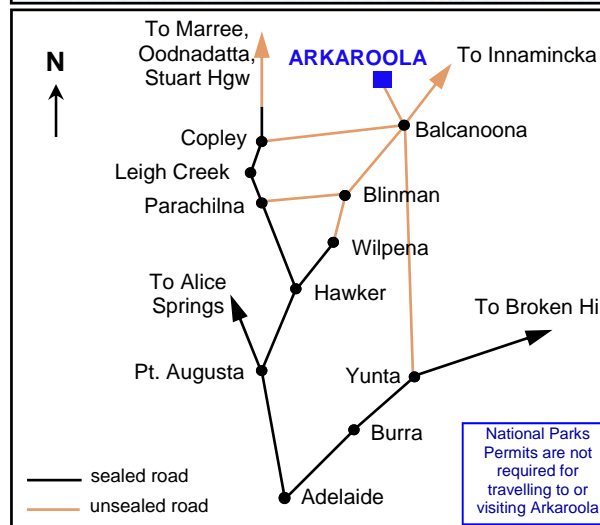 To Marree,
Oodnadatta,
Stuart Hgw
ARKAROOLA
To Innamincka
N
Copley
Balcanoona
Leigh Creek
Parachilna
Blinman
Wilpena
To Alice
Springs
Hawker
To Broken Hi
Pt. Augusta
Yunta
Burra
National Parks
Permits are not
required for
travelling to or
visiting Arkaroola
sealed road
unsealed road
Adelaide